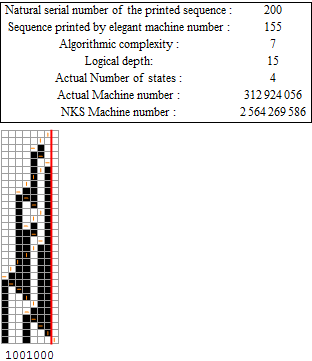 Natural serial number of the printed sequence : 200
Sequence printed by elegant machine number : 155
Algorithmic complexity : 7
Logical depth: 15
Actual Number of states : 4
Actual Machine number : 312 924 056
NKS Machine number : 2 564 269 586
1001000